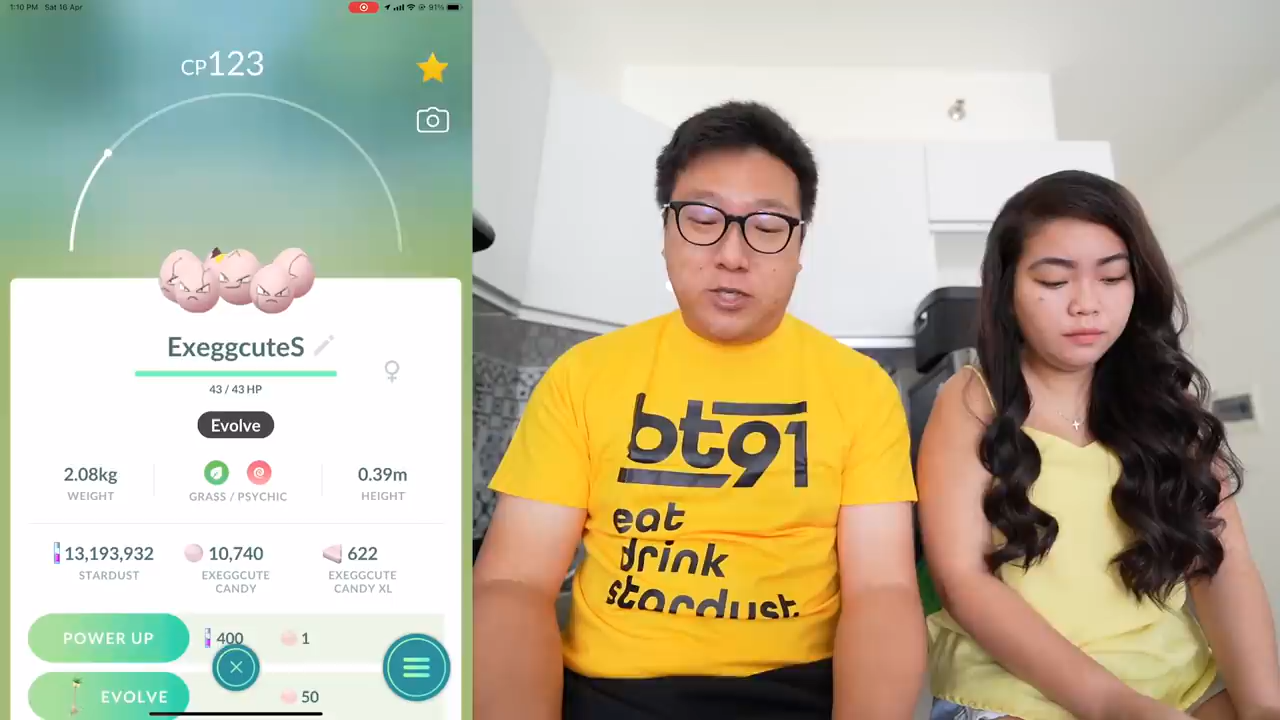 1:10 PM Sat 16 Apr
91%
CP123
ExeggcuteS
43 / 43 HP
Evolve
2.08kg
WEIGHT
GRASS / PSYCHIC
0.39m
HEIGHT
13,193,932
STARDUST
10,740
EXEGGCUTE
CANDY
622
EXEGGCUTE
CANDY XL
POWER UP
400
1
EVOLVE
50
bt91
eat
drink
stardust